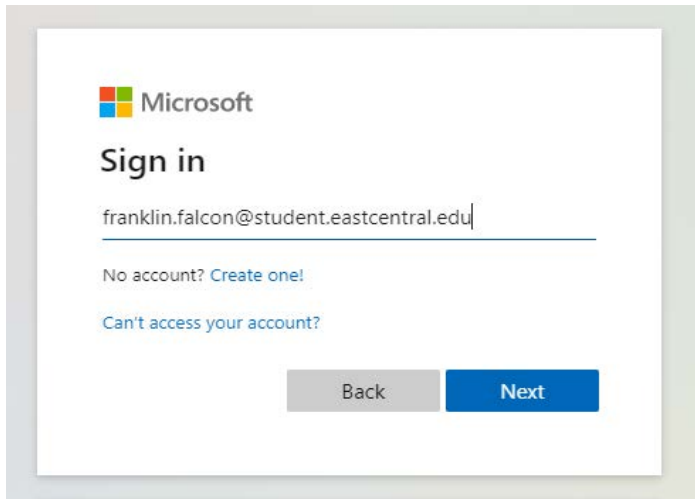 Microsoft
Sign in
franklin.falcon@student.eastcentral.edu
No account? Create one!
Can't access your account?
Back Next